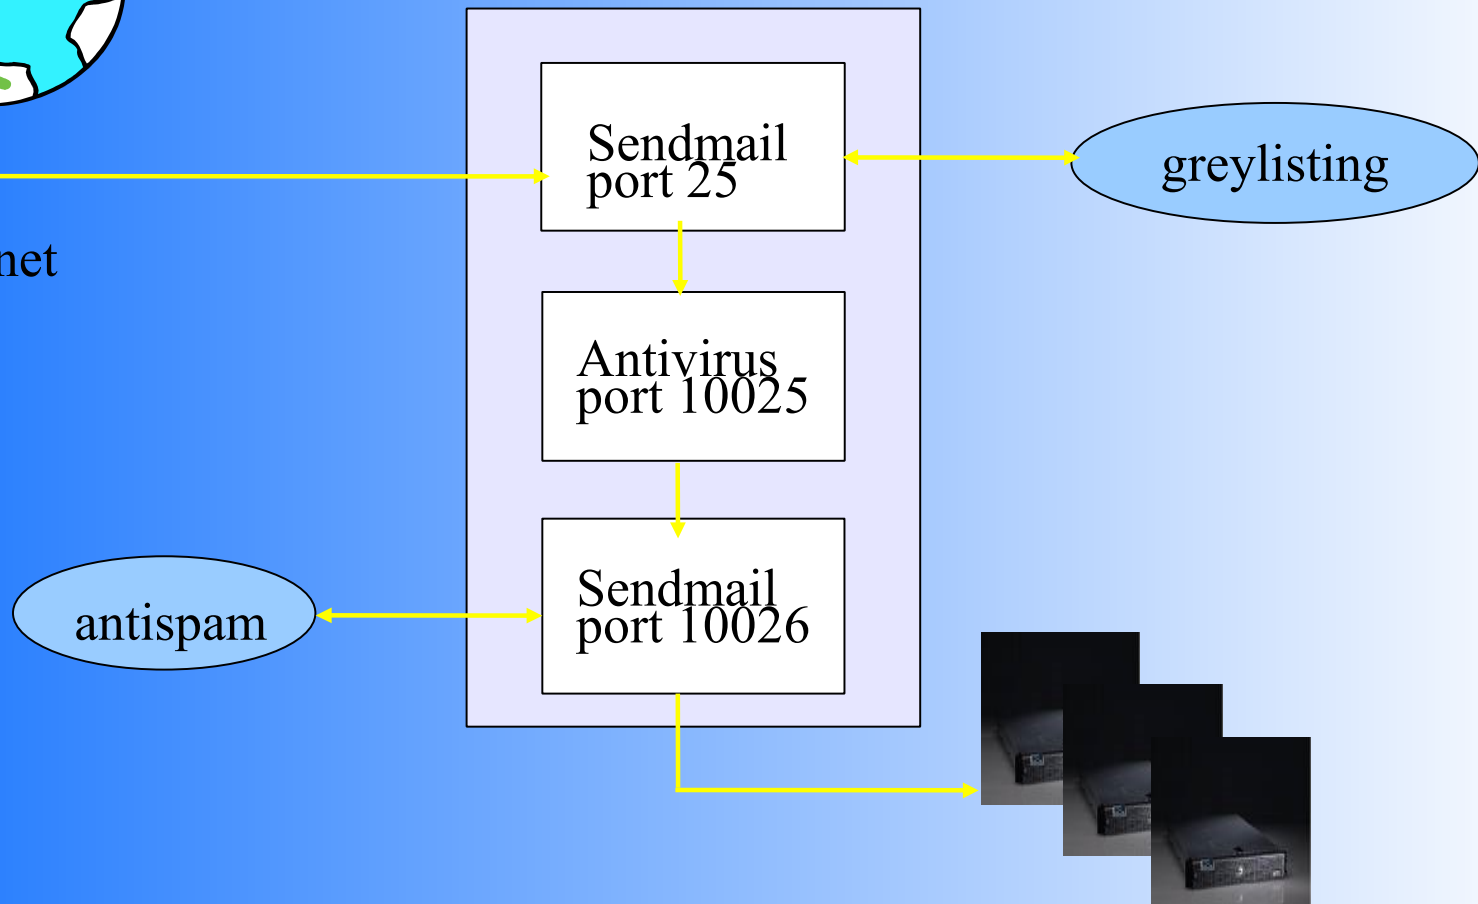 Sendmail
port 25
greylisting
net
Antivirus
port 10025
Sendmail
port 10026
antispam